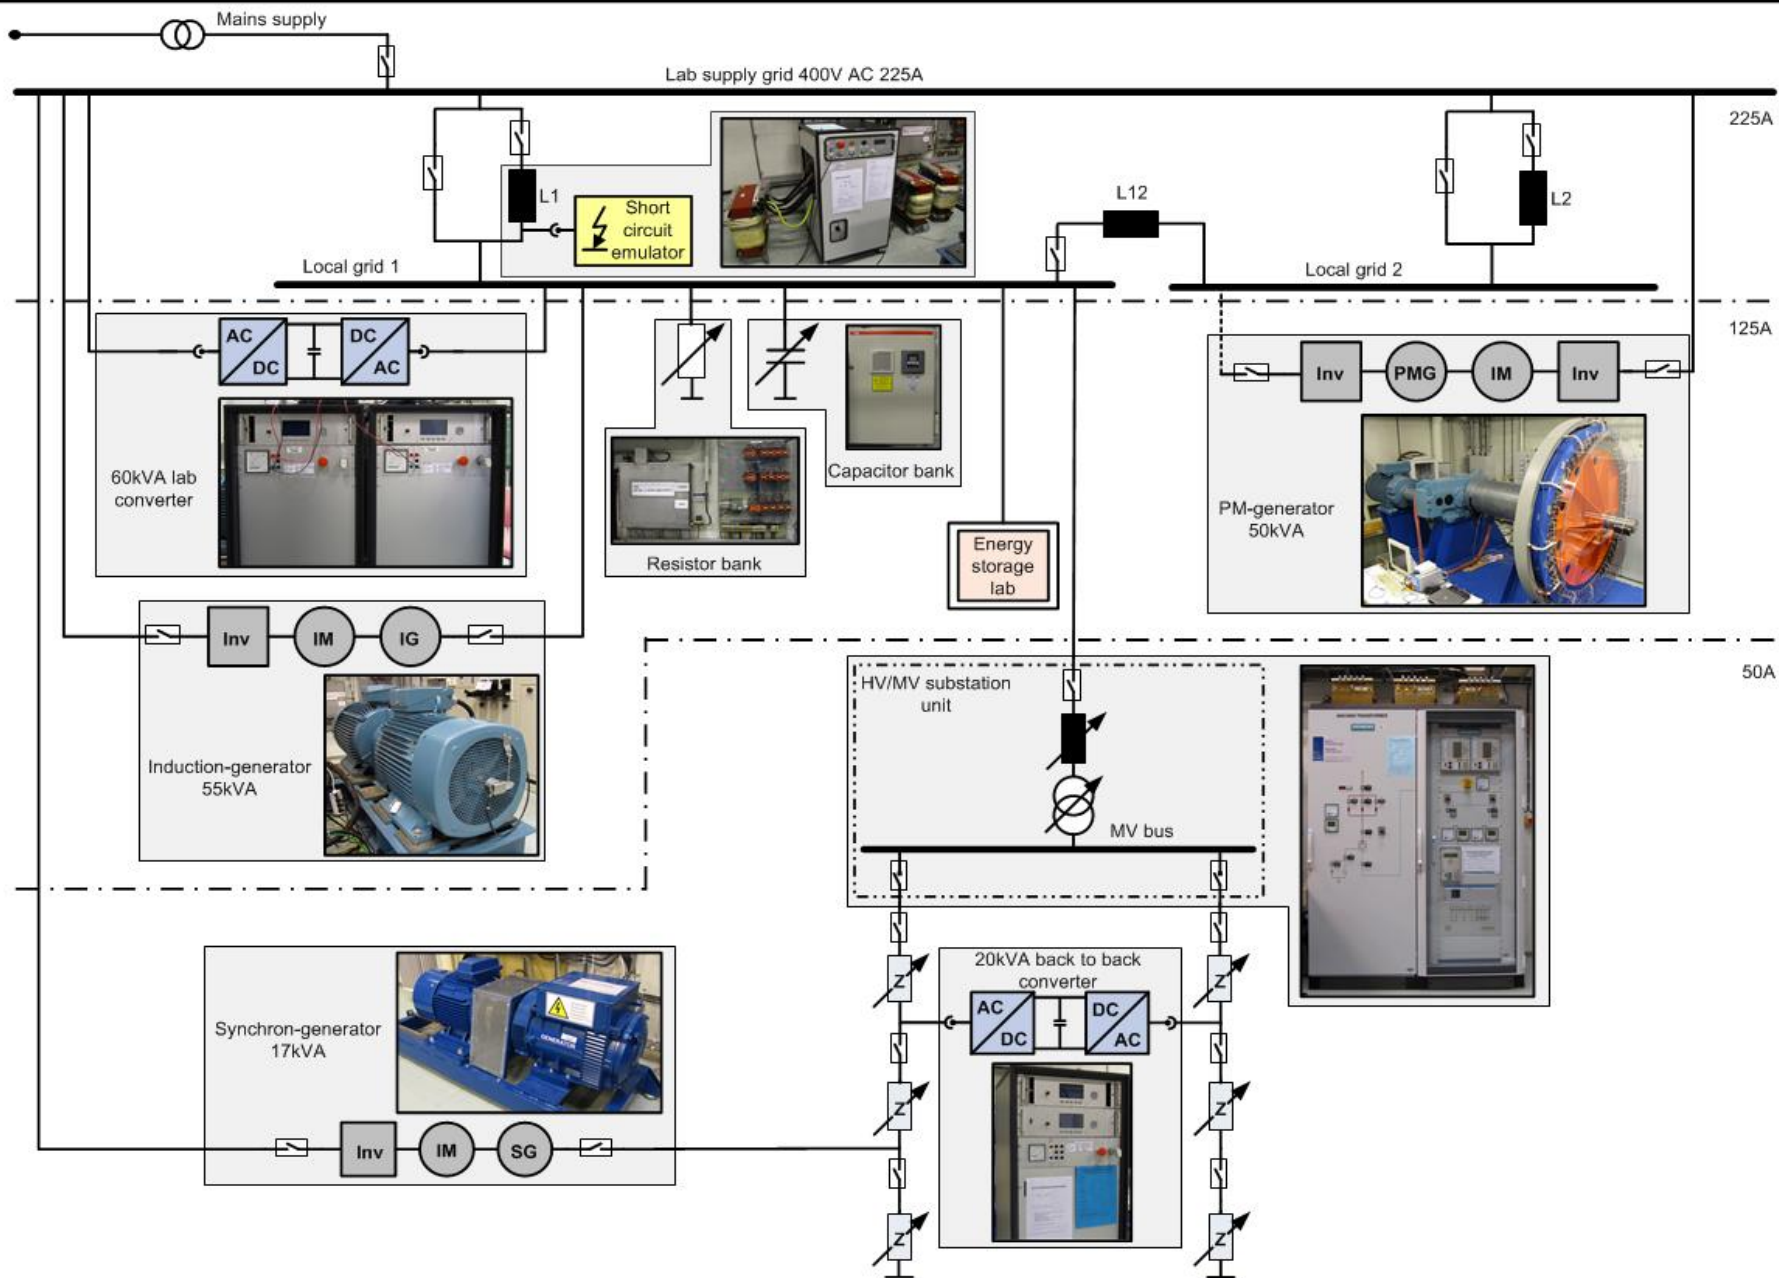 Mains supply
Lab supply grid 400V AC 225A
225A
L1
Short
circuit
emulator
L12
L2
Local grid 1
Local grid 2
125A
AC
DC
DC
AC
Inv
PMG
IM
Inv
60kVA lab
converter
Capacitor bank
PM-generator
50kVA
Resistor bank
Energy
storage
lab
Inv
IM
IG
50A
HV/MV substation
unit
Induction-generator
55kVA
MV bus
20kVA back to back
converter
Z
Z
AC
DC
DC
AC
Synchron-generator
17kVA
GENERATOR
Z
Z
Inv
IM
SG
Z
Z